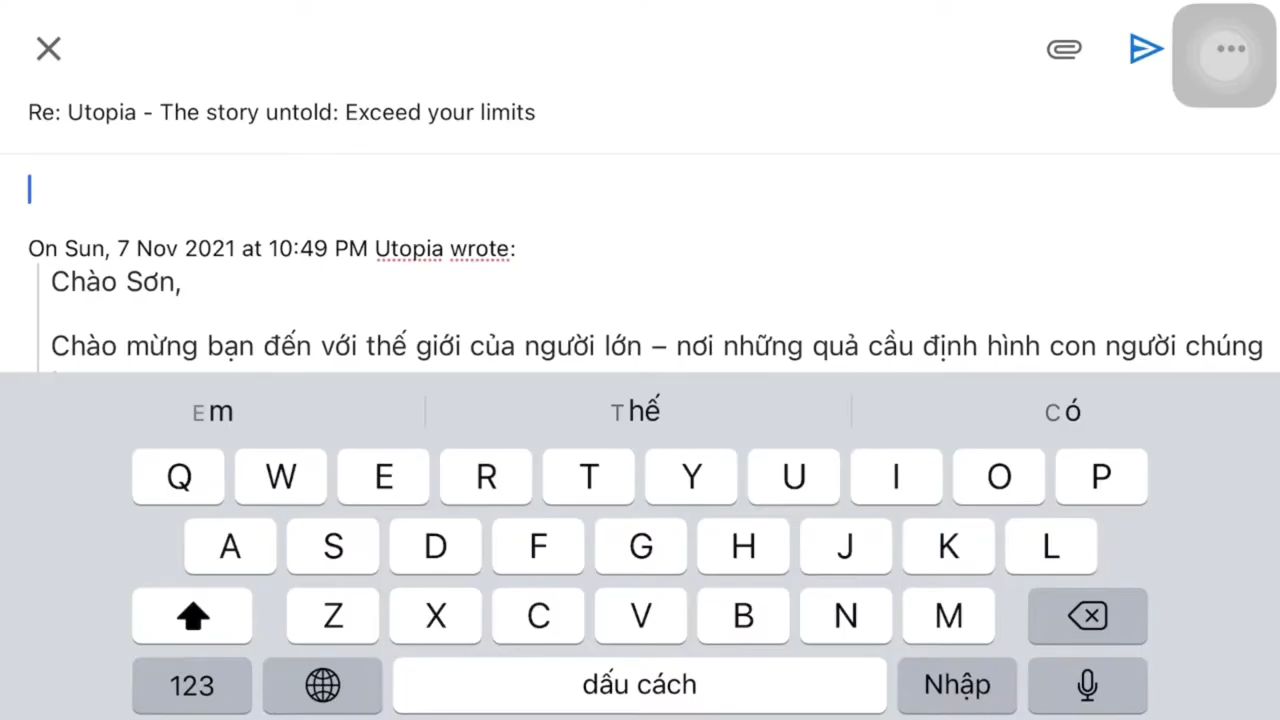 Re: Utopia - The story untold: Exceed your limits
On Sun, 7 Nov 2021 at 10:49 PM Utopia wrote:
Chào Sơn,
Chào mừng bạn đến với thế giới của người lớn – nơi những quả cầu định hình con người chúng
Em Thế Có
Q W E R T Y U I O P
A S D F G H J K L
Z X C V B N M
123 dấu cách Nhập